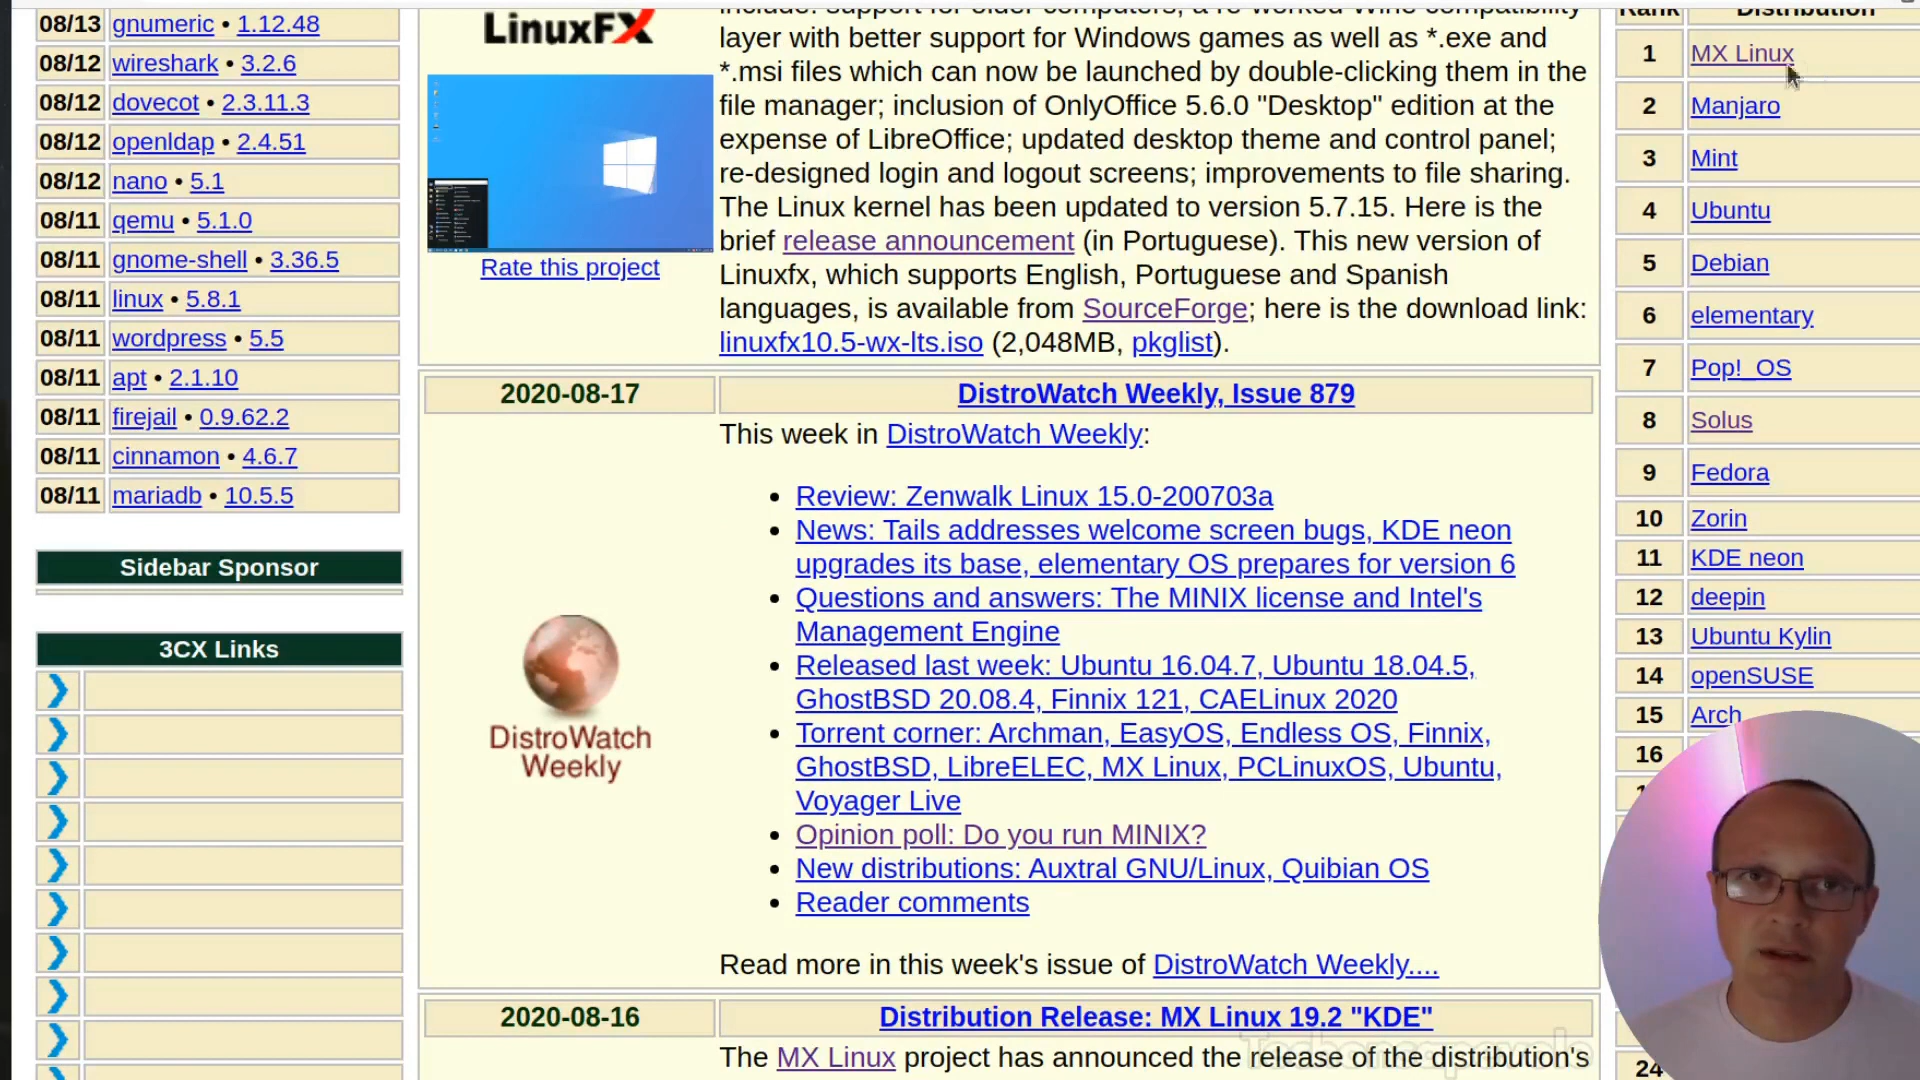 08/13 gnumeric • 1.12.48
08/12 wireshark • 3.2.6
08/12 dovecot • 2.3.11.3
08/12 openldap • 2.4.51
08/12 nano • 5.1
08/11 qemu • 5.1.0
08/11 gnome-shell • 3.36.5
08/11 linux • 5.8.1
08/11 wordpress • 5.5
08/11 apt • 2.1.10
08/11 firejail • 0.9.62.2
08/11 cinnamon • 4.6.7
08/11 mariadb • 10.5.5
Sidebar Sponsor
3CX Links
LinuxFX
Rate this project
include: support for older computers; a re-worked Wine compatibility
layer with better support for Windows games as well as *.exe and
*.msi files which can now be launched by double-clicking them in the
file manager; inclusion of OnlyOffice 5.6.0 "Desktop" edition at the
expense of LibreOffice; updated desktop theme and control panel;
re-designed login and logout screens; improvements to file sharing.
The Linux kernel has been updated to version 5.7.15. Here is the
brief release announcement (in Portuguese). This new version of
Linuxfx, which supports English, Portuguese and Spanish
languages, is available from SourceForge; here is the download link:
linuxfx10.5-wx-lts.iso (2,048MB, pkglist).
2020-08-17 DistroWatch Weekly, Issue 879
DistroWatch
Weekly
This week in DistroWatch Weekly:
• Review: Zenwalk Linux 15.0-200703a
• News: Tails addresses welcome screen bugs, KDE neon
upgrades its base, elementary OS prepares for version 6
• Questions and answers: The MINIX license and Intel's
Management Engine
• Released last week: Ubuntu 16.04.7, Ubuntu 18.04.5,
GhostBSD 20.08.4, Finnix 121, CAELinux 2020
• Torrent corner: Archman, EasyOS, Endless OS, Finnix,
GhostBSD, LibreELEC, MX Linux, PCLinuxOS, Ubuntu,
Voyager Live
• Opinion poll: Do you run MINIX?
• New distributions: Auxtral GNU/Linux, Quibian OS
• Reader comments
Read more in this week's issue of DistroWatch Weekly....
2020-08-16 Distribution Release: MX Linux 19.2 "KDE"
The MX Linux project has announced the release of the distribution's
Rank Distribution
1 MX Linux
2 Manjaro
3 Mint
4 Ubuntu
5 Debian
6 elementary
7 Pop!_OS
8 Solus
9 Fedora
10 Zorin
11 KDE neon
12 deepin
13 Ubuntu Kylin
14 openSUSE
15 Arch
16
24